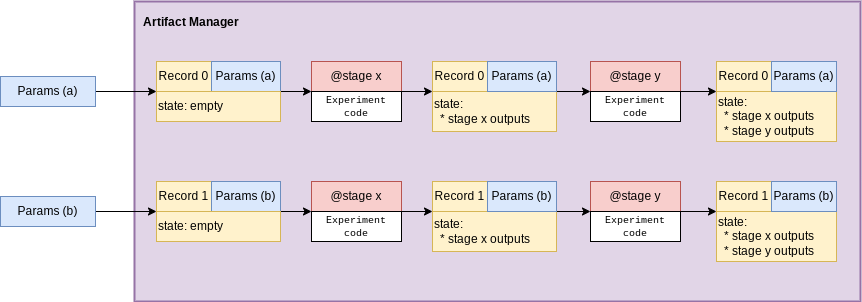 Artifact Manager
Params (a)
Record 0 Params (a)
state: empty
@stage x
Experiment
code
Record 0 Params (a)
state:
* stage x outputs
@stage y
Experiment
code
Record 0 Params (a)
state:
* stage x outputs
* stage y outputs
Params (b)
Record 1 Params (b)
state: empty
@stage x
Experiment
code
Record 1 Params (b)
state:
* stage x outputs
@stage y
Experiment
code
Record 1 Params (b)
state:
* stage x outputs
* stage y outputs